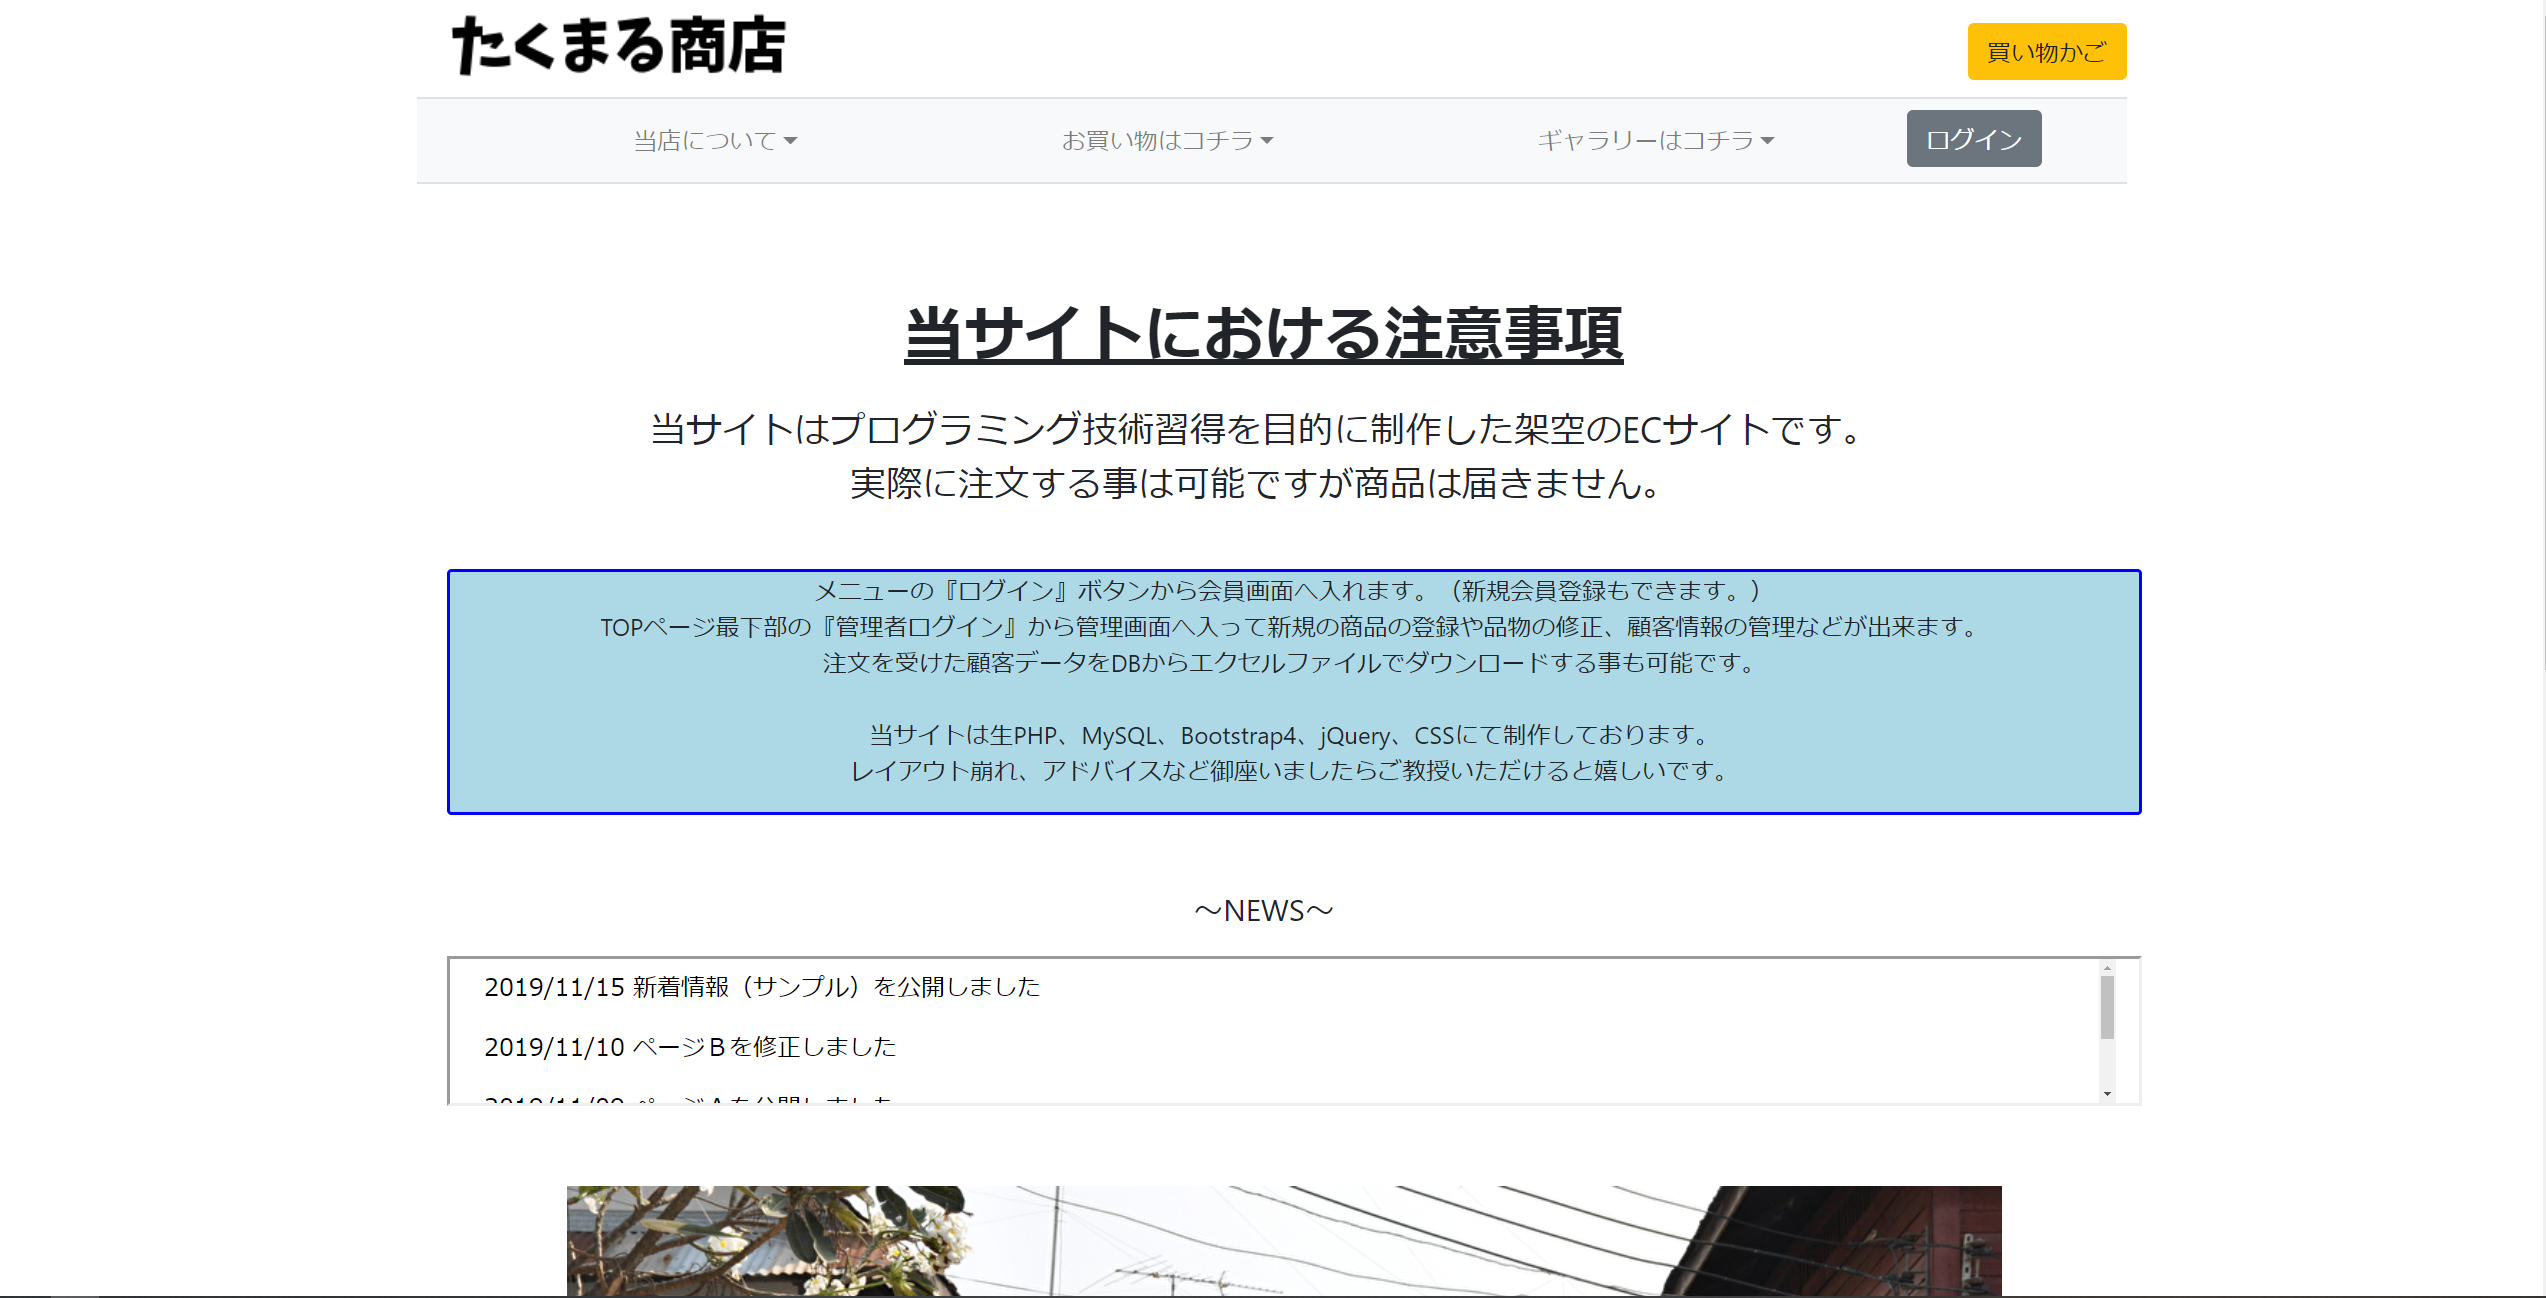 たくまる商店
買い物かご
当店について
お買い物はコチラ
ギャラリーはコチラ
ログイン
当サイトにおける注意事項
当サイトはプログラミング技術習得を目的に制作した架空のECサイトです。
実際に注文する事は可能ですが商品は届きません。
メニューの『ログイン』ボタンから会員画面へ入れます。（新規会員登録もできます。）
TOPページ最下部の『管理者ログイン』から管理画面へ入って新規の商品の登録や品物の修正、顧客情報の管理などが出来ます。
注文を受けた顧客データをDBからエクセルファイルでダウンロードする事も可能です。
当サイトは生PHP、MySQL、Bootstrap4、jQuery、CSSにて制作しております。
レイアウト崩れ、アドバイスなど御座いましたらご教授いただけると嬉しいです。
～NEWS～
2019/11/15 新着情報（サンプル）を公開しました
2019/11/10 ページＢを修正しました
ページＡを公開しました